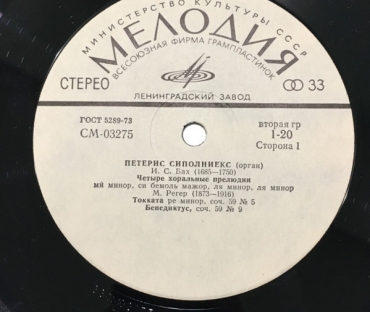 МИНИСТЕРСТВО КУЛЬТУРЫ СССР
МЕЛОДИЯ
ВСЕСОЮЗНАЯ ФИРМА ГРАМПЛАСТИНОК
СТЕРЕО
33
ЛЕНИНГРАДСКИЙ ЗАВОД
ГОСТ 5289-73
СМ-03275
вторая гр
1-20
Сторона 1
ПЕТЕРИС СИПОЛНИЕКС (орган)
И. С. Бах (1685—1750)
Четыре хоральные прелюдии
ми минор, си бемоль мажор, ля минор, ля минор
М. Регер (1873—1916)
Токката ре минор, соч. 59 № 5
Бенедиктус, соч. 59 № 9